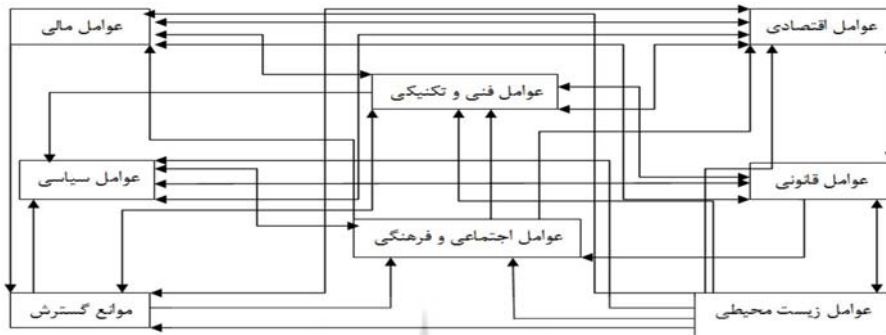 عوامل اقتصادی
عوامل مالی
عوامل فنی و تکنیکی
عوامل قانونی
عوامل سیاسی
عوامل اجتماعی و فرهنگی
عوامل زیست محیطی
موانع گسترش